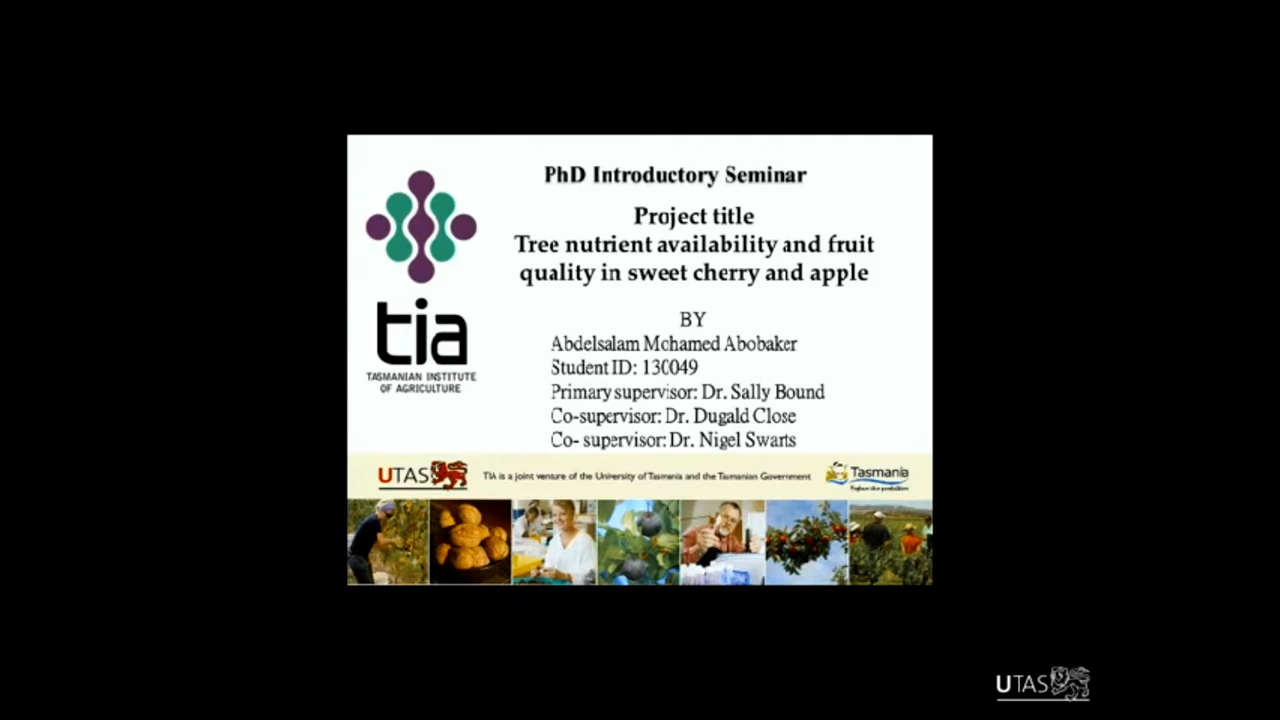 PhD Introductory Seminar
Project title
Tree nutrient availability and fruit
quality in sweet cherry and apple
BY
Abdelsalam Mohamed Abobaker
Student ID: 130049
Primary supervisor: Dr. Sally Bound
Co-supervisor: Dr. Dugald Close
Co- supervisor: Dr. Nigel Swarts
tia
TASMANIAN INSTITUTE
OF AGRICULTURE
UTAS
TIA is a joint venture of the University of Tasmania and the Tasmanian Government
Tasmania
UTAS